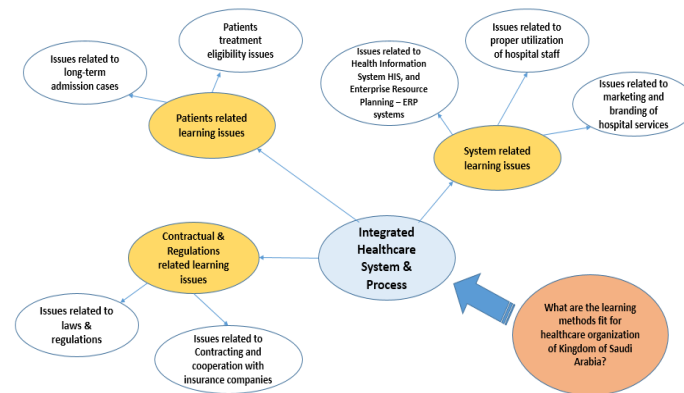 Patients
treatment
eligibility issues
Issues related to
long-term
admission cases
Patients related
learning issues
Issues related to
Health Information
System HIS, and
Enterprise Resource
Planning – ERP
systems
Issues related to
proper utilization
of hospital staff
Issues related to
marketing and
branding of
hospital services
System related
learning issues
Integrated
Healthcare
System &
Process
Contractual &
Regulations
related learning
issues
Issues related to
laws &
regulations
Issues related to
Contracting and
cooperation with
insurance companies
What are the learning
methods fit for
healthcare organization
of Kingdom of Saudi
Arabia?